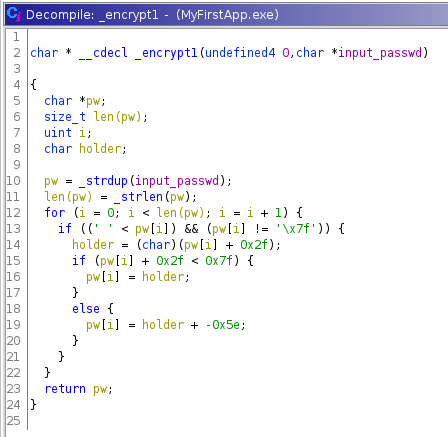 Decompile: _encrypt1 - (MyFirstApp.exe)
1
2 char * __cdecl _encrypt1(undefined4 0,char *input_passwd)
3
4 {
5 char *pw;
6 size_t len(pw);
7 uint i;
8 char holder;
9
10 pw = _strdup(input_passwd);
11 len(pw) = _strlen(pw);
12 for (i = 0; i < len(pw); i = i + 1) {
13 if ((' ' < pw[i]) && (pw[i] != '\x7f')) {
14 holder = (char)(pw[i] + 0x2f);
15 if (pw[i] + 0x2f < 0x7f) {
16 pw[i] = holder;
17 }
18 else {
19 pw[i] = holder + -0x5e;
20 }
21 }
22 }
23 return pw;
24 }
25